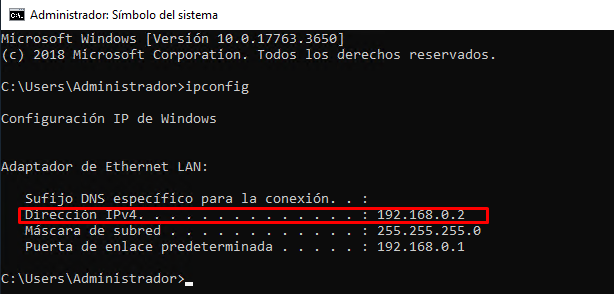 Administrador: Símbolo del sistema
Microsoft Windows [Versión 10.0.17763.3650]
(c) 2018 Microsoft Corporation. Todos los derechos reservados.
C:\Users\Administrador>ipconfig
Configuración IP de Windows
Adaptador de Ethernet LAN:
Sufijo DNS específico para la conexión. . :
Dirección IPv4. . . . . . . . . . . . . . : 192.168.0.2
Máscara de subred . . . . . . . . . . . . : 255.255.255.0
Puerta de enlace predeterminada . . . . . : 192.168.0.1
C:\Users\Administrador>